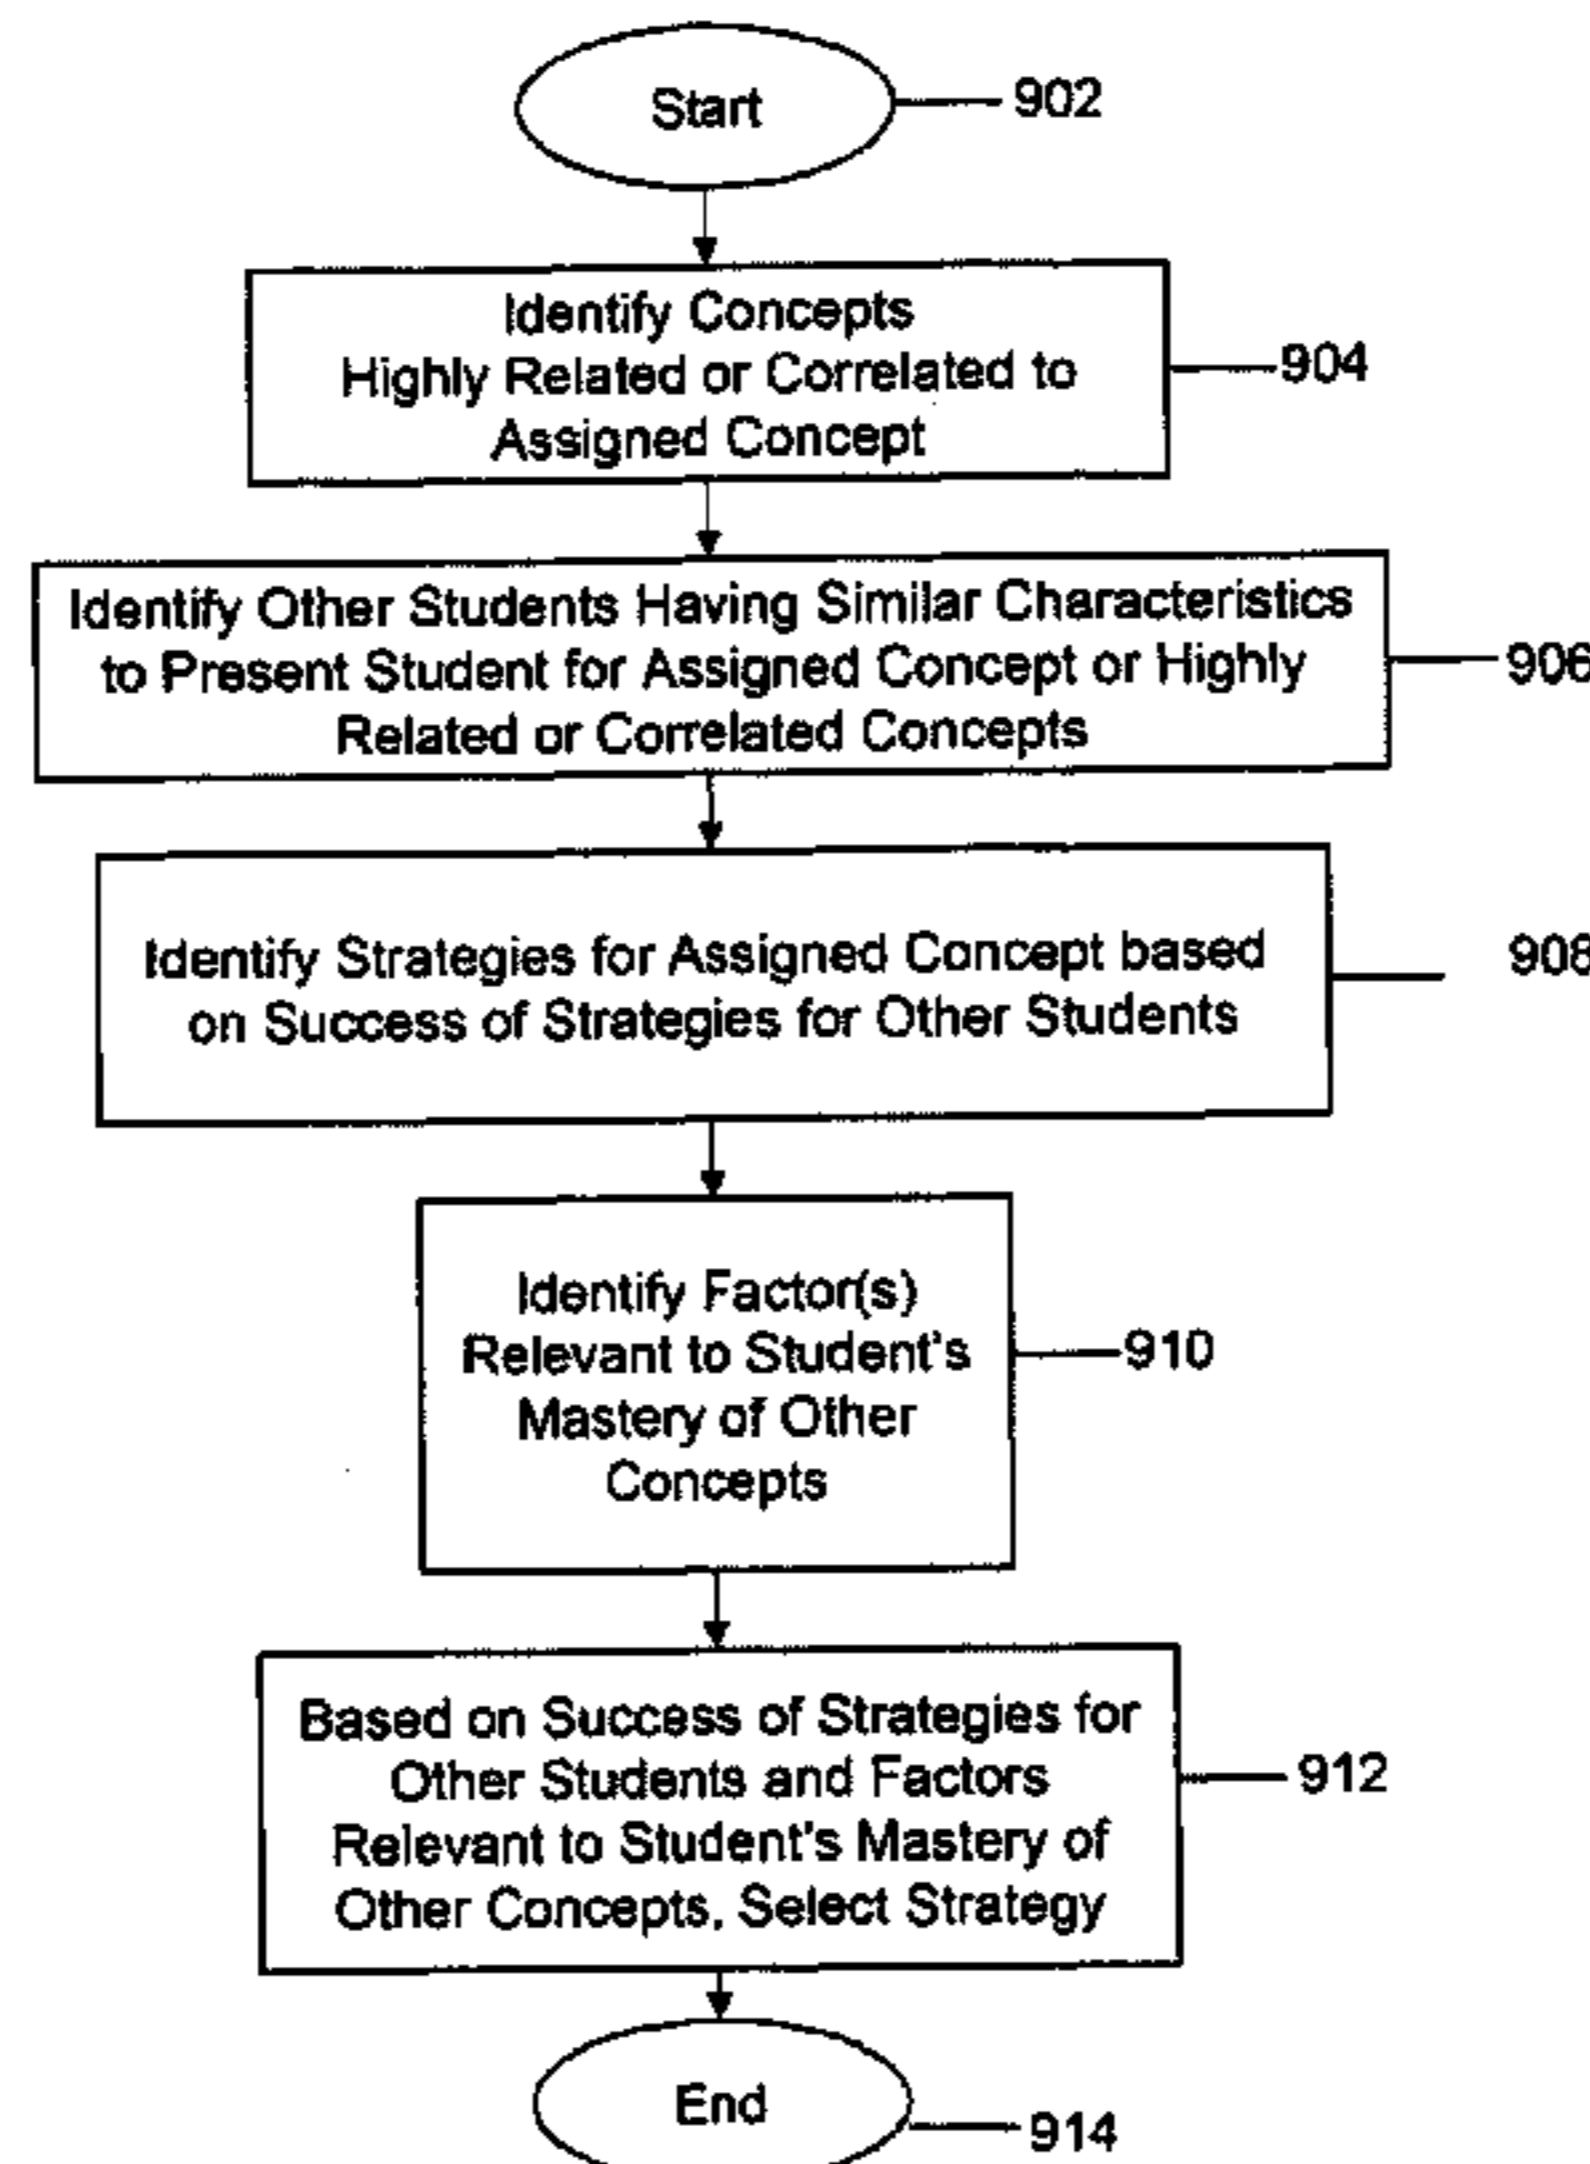 Start
902
Identify Concepts
Highly Related or Correlated to
Assigned Concept
904
Identify Other Students Having Similar Characteristics
to Present Student for Assigned Concept or Highly
Related or Correlated Concepts
906
Identify Strategies for Assigned Concept based
on Success of Strategies for Other Students
908
Identify Factor(s)
Relevant to Student's
Mastery of Other
Concepts
910
Based on Success of Strategies for
Other Students and Factors
Relevant to Student's Mastery of
Other Concepts, Select Strategy
912
End
914